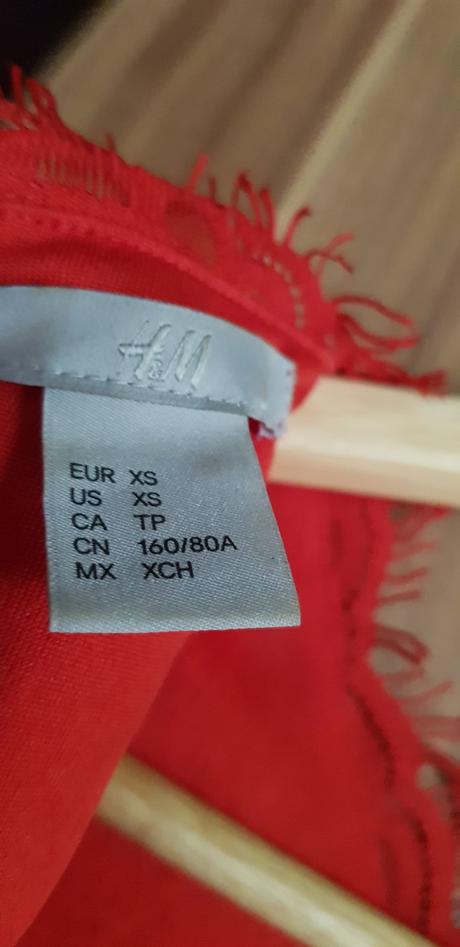 H&M
EUR XS
US XS
CA TP
CN 160/80A
MX XCH